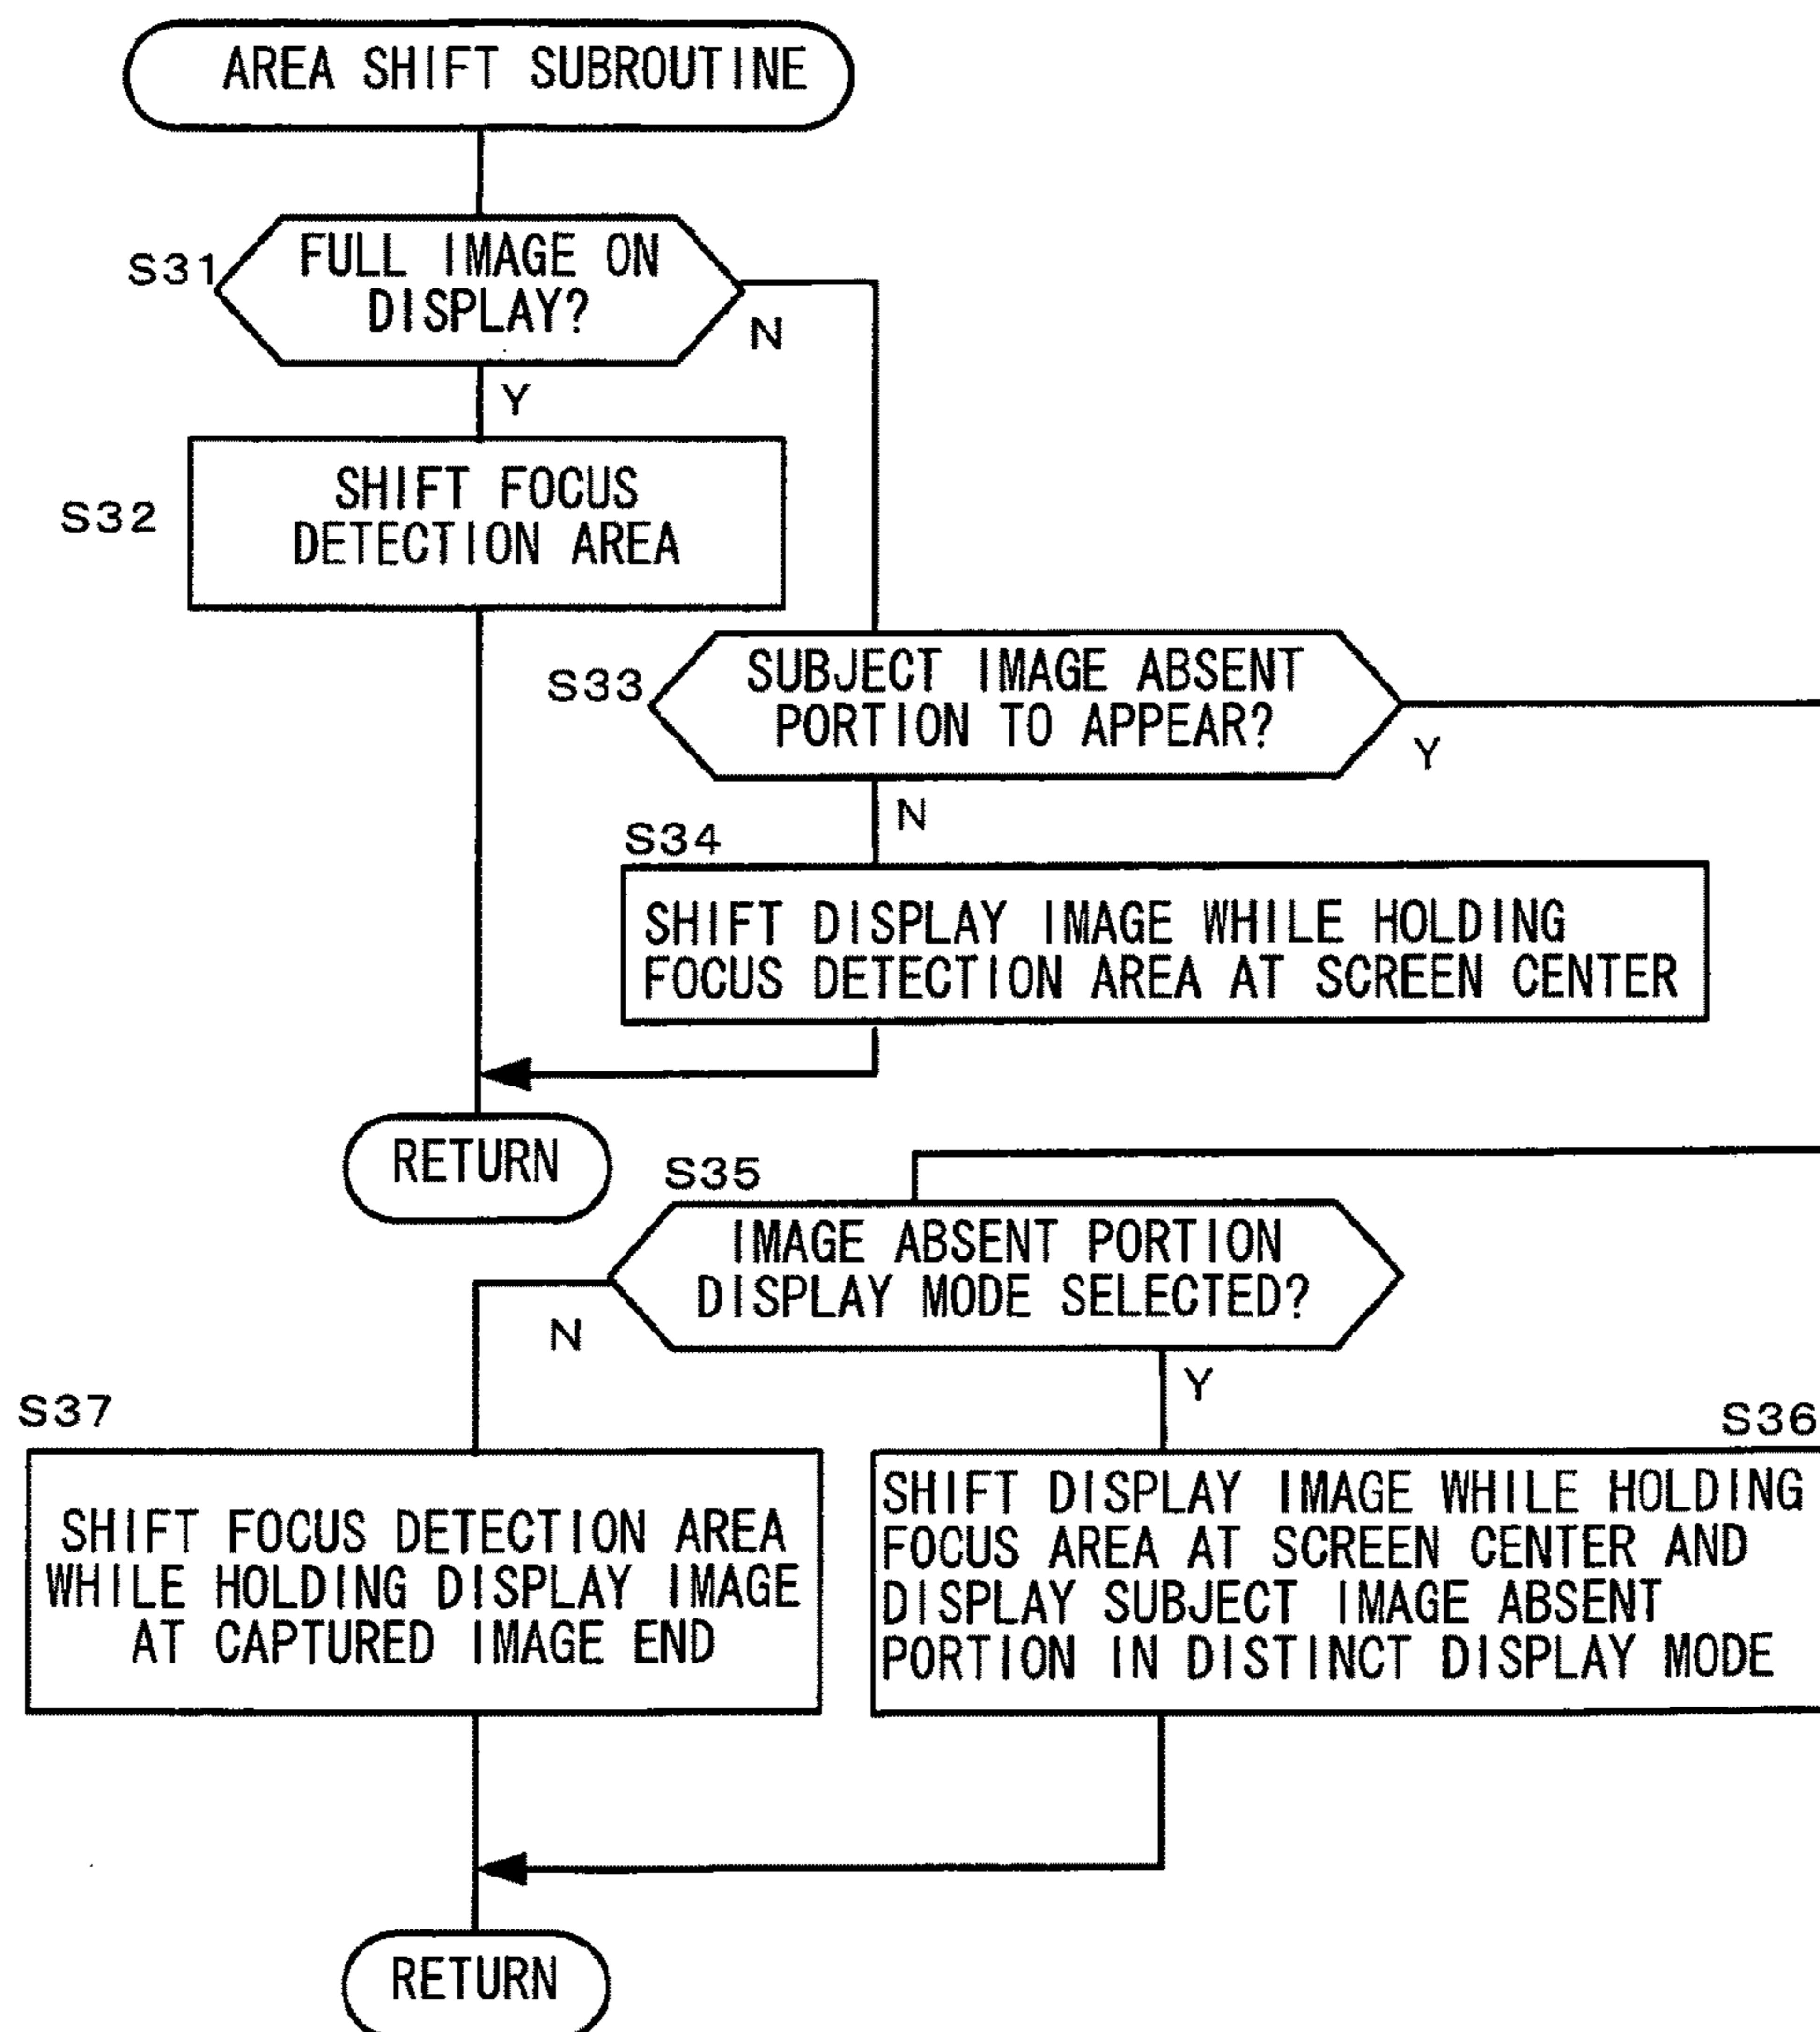 AREA SHIFT SUBROUTINE
S31
FULL IMAGE ON
DISPLAY?
N
Y
S32
SHIFT FOCUS
DETECTION AREA
S33
SUBJECT IMAGE ABSENT
PORTION TO APPEAR?
Y
N
S34
SHIFT DISPLAY IMAGE WHILE HOLDING
FOCUS DETECTION AREA AT SCREEN CENTER
RETURN
S35
IMAGE ABSENT PORTION
DISPLAY MODE SELECTED?
N
Y
S37
SHIFT FOCUS DETECTION AREA
WHILE HOLDING DISPLAY IMAGE
AT CAPTURED IMAGE END
S36
SHIFT DISPLAY IMAGE WHILE HOLDING
FOCUS AREA AT SCREEN CENTER AND
DISPLAY SUBJECT IMAGE ABSENT
PORTION IN DISTINCT DISPLAY MODE
RETURN